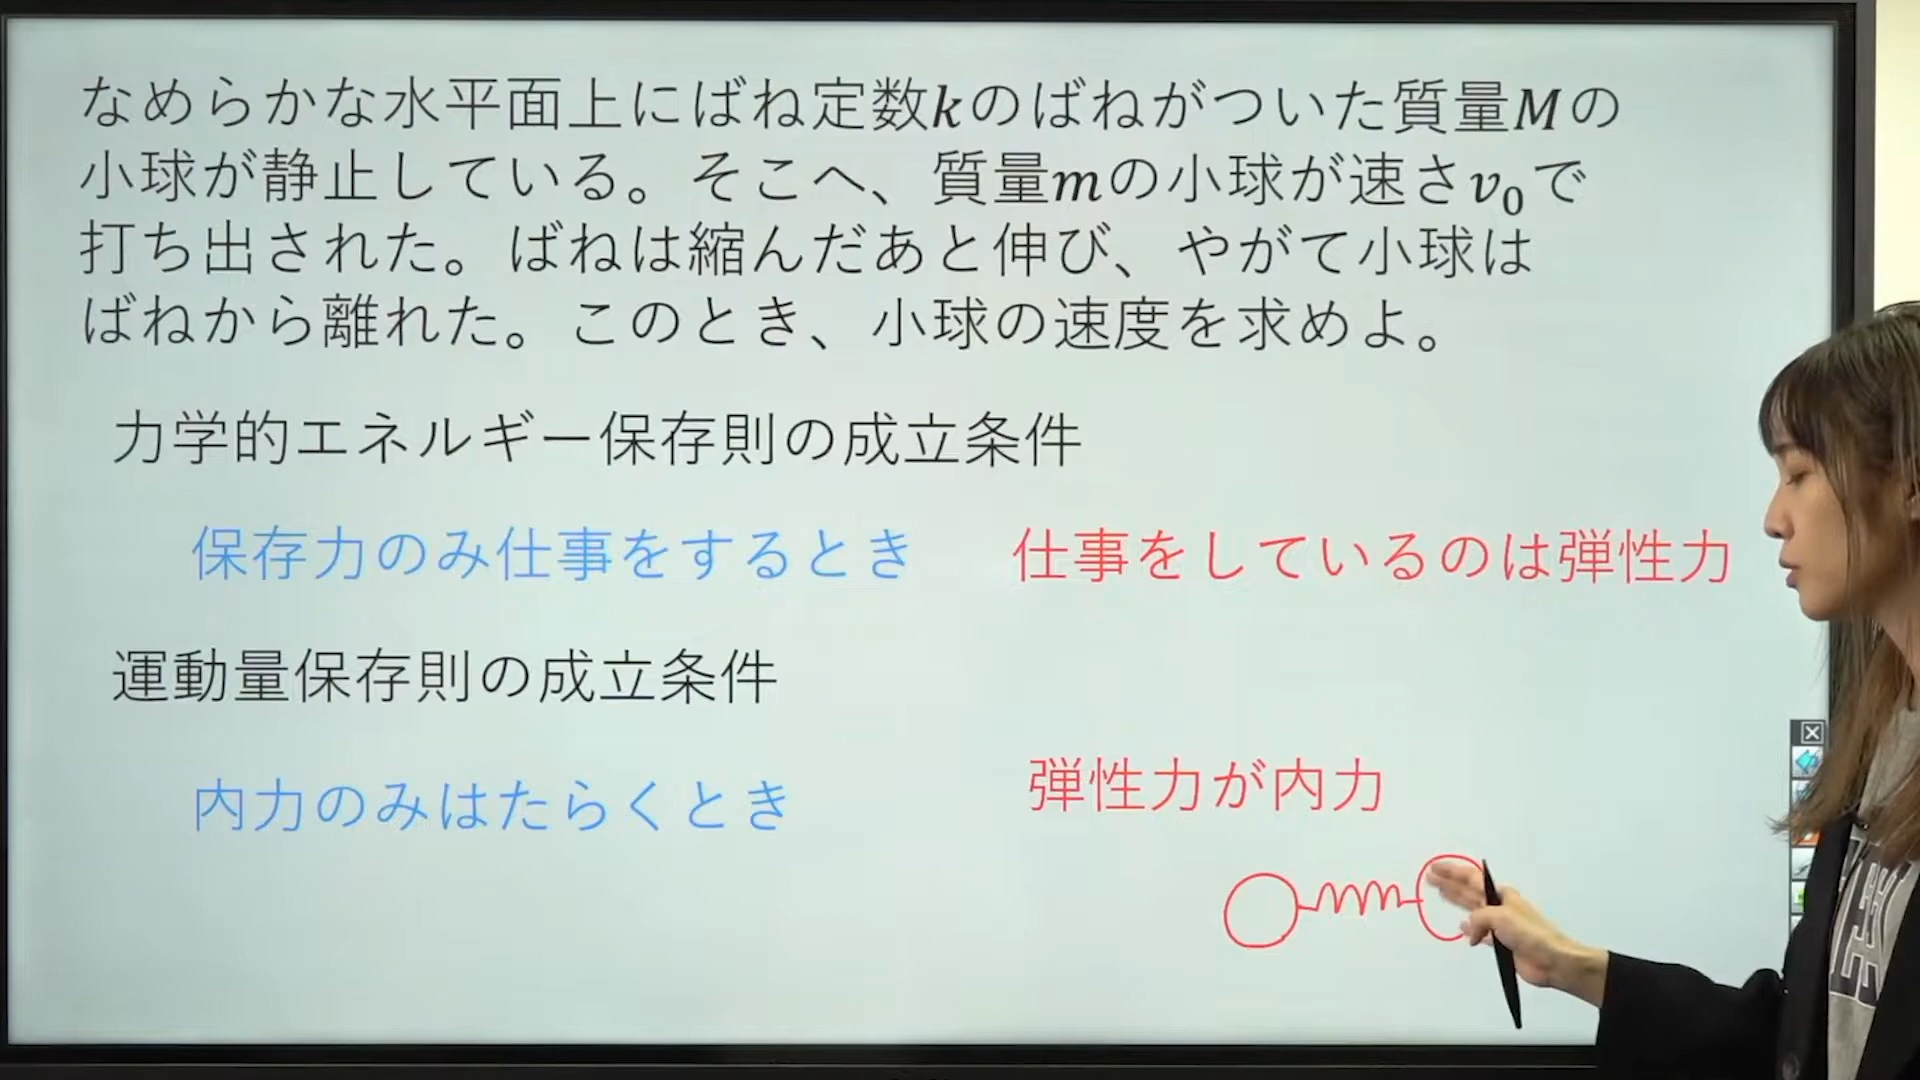 なめらかな水平面上にばね定数kのばねがついた質量Mの
小球が静止している。そこへ、質量mの小球が速さv₀で
打ち出された。ばねは縮んだあと伸び、やがて小球は
ばねから離れた。このとき、小球の速度を求めよ。
力学的エネルギー保存則の成立条件
保存力のみ仕事をするとき 仕事をしているのは弾性力
運動量保存則の成立条件
弾性力が内力
内力のみはたらくとき